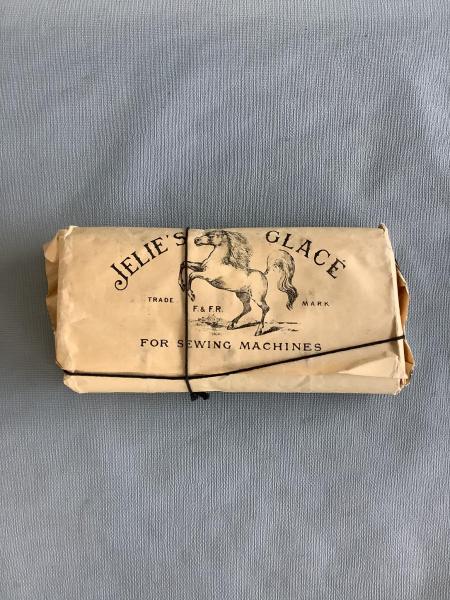 JELIE'S GLACÉ
TRADE MARK
F. & F.R.
FOR SEWING MACHINES